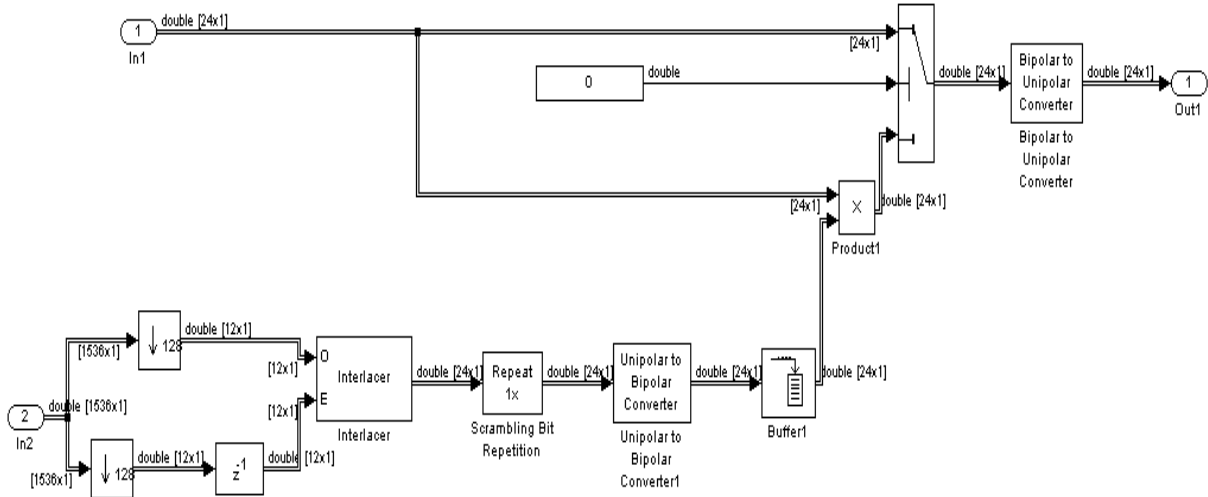 1
In1
double [24x1]
[24x1]
0
double
double [24x1]
Bipolar to
Unipolar
Converter
Bipolar to
Unipolar
Converter
double [24x1]
1
Out1
[24x1]
X
Product1
double [24x1]
2
In2
double [1536x1]
[1536x1]
↓ 128
double [12x1]
[12x1]
[1536x1]
↓ 128
double [12x1]
z-1
double [12x1]
[12x1]
O
E
Interlacer
Interlacer
double [24x1]
Repeat
1x
Scrambling Bit
Repetition
double [24x1]
Unipolar to
Bipolar
Converter
Unipolar to
Bipolar
Converter1
double [24x1]
Buffer1
double [24x1]